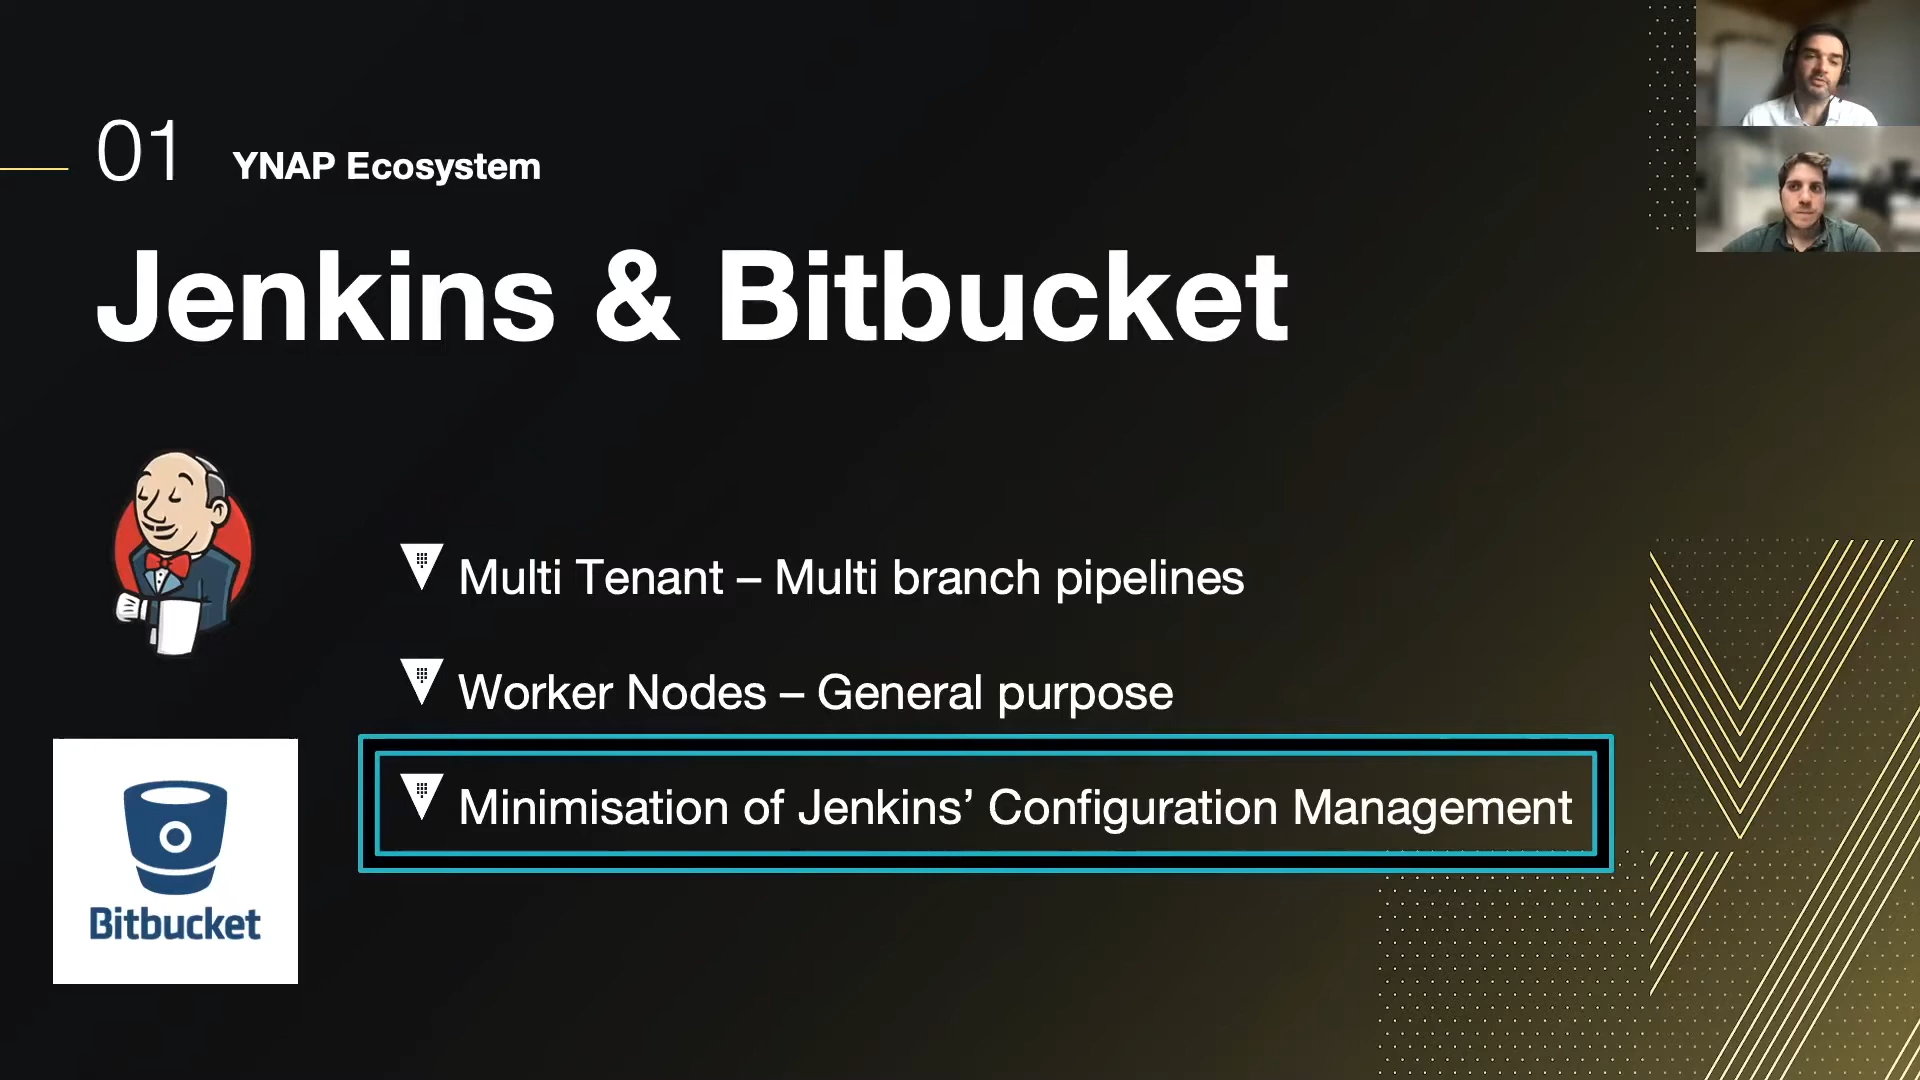 01 YNAP Ecosystem
Jenkins & Bitbucket
Multi Tenant – Multi branch pipelines
Worker Nodes – General purpose
Minimisation of Jenkins’ Configuration Management
Bitbucket